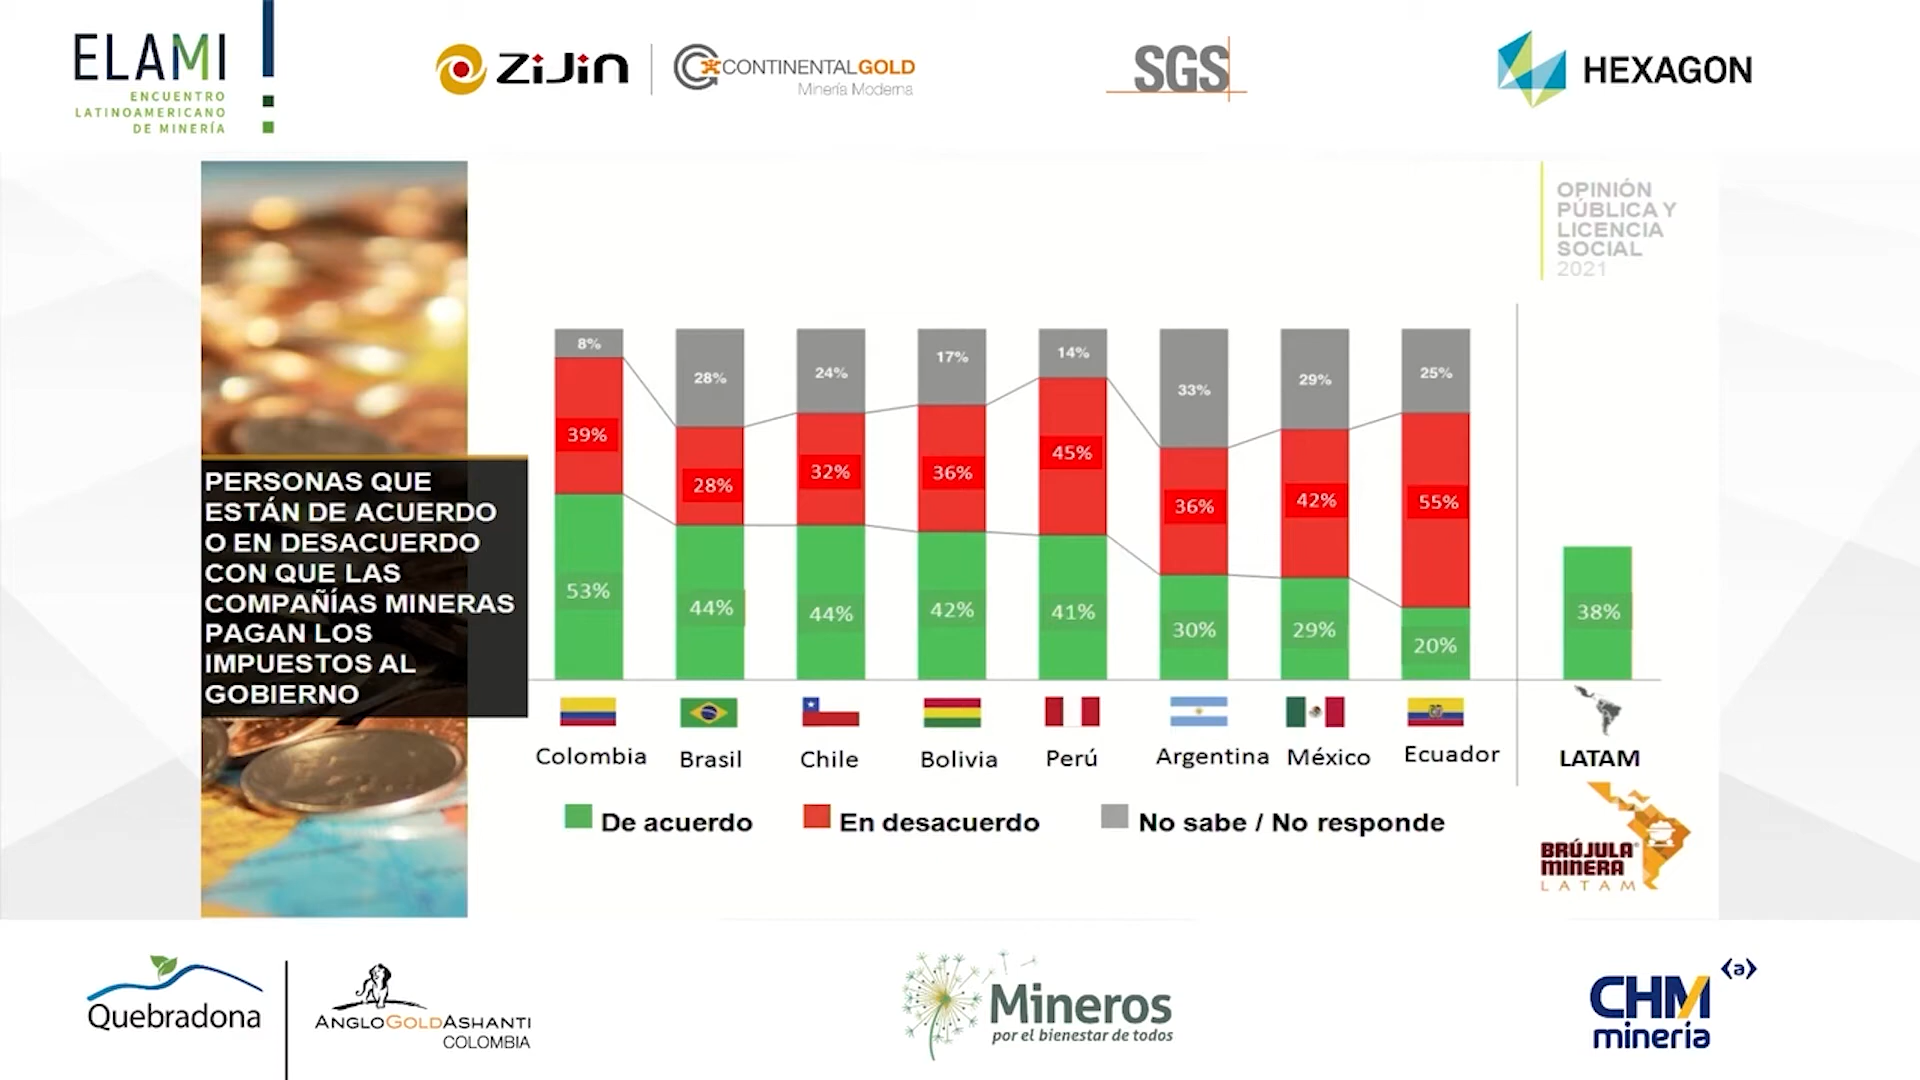 ELAMI
ENCUENTRO
LATINOAMERICANO
DE MINERÍA
ZiJin
CONTINENTALGOLD
Minería Moderna
SGS
HEXAGON
OPINIÓN
PÚBLICA Y
LICENCIA
SOCIAL
2021
PERSONAS QUE
ESTÁN DE ACUERDO
O EN DESACUERDO
CON QUE LAS
COMPAÑÍAS MINERAS
PAGAN LOS
IMPUESTOS AL
GOBIERNO
8% 28% 24% 17% 14% 33% 29% 25%
39% 28% 32% 36% 45% 36% 42% 55%
53% 44% 44% 42% 41% 30% 29% 20% 38%
Colombia Brasil Chile Bolivia Perú Argentina México Ecuador LATAM
De acuerdo En desacuerdo No sabe / No responde
BRÚJULA
MINERA
LATAM
Quebradona
ANGLOGOLDASHANTI
COLOMBIA
Mineros
por el bienestar de todos
CHM
minería
(a)